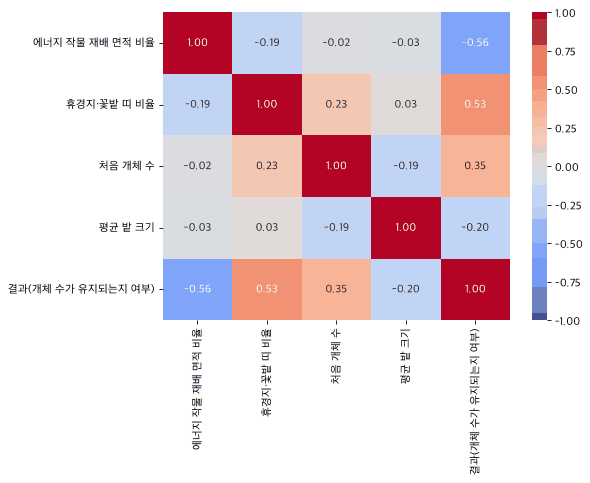 에너지 작물 재배 면적 비율 1.00 -0.19 -0.02 -0.03 -0.56
휴경지·꽃밭 띠 비율 -0.19 1.00 0.23 0.03 0.53
처음 개체 수 -0.02 0.23 1.00 -0.19 0.35
평균 밭 크기 -0.03 0.03 -0.19 1.00 -0.20
결과(개체 수가 유지되는지 여부) -0.56 0.53 0.35 -0.20 1.00
에너지 작물 재배 면적 비율
휴경지·꽃밭 띠 비율
처음 개체 수
평균 밭 크기
결과(개체 수가 유지되는지 여부)
1.00
0.75
0.50
0.25
0.00
-0.25
-0.50
-0.75
-1.00